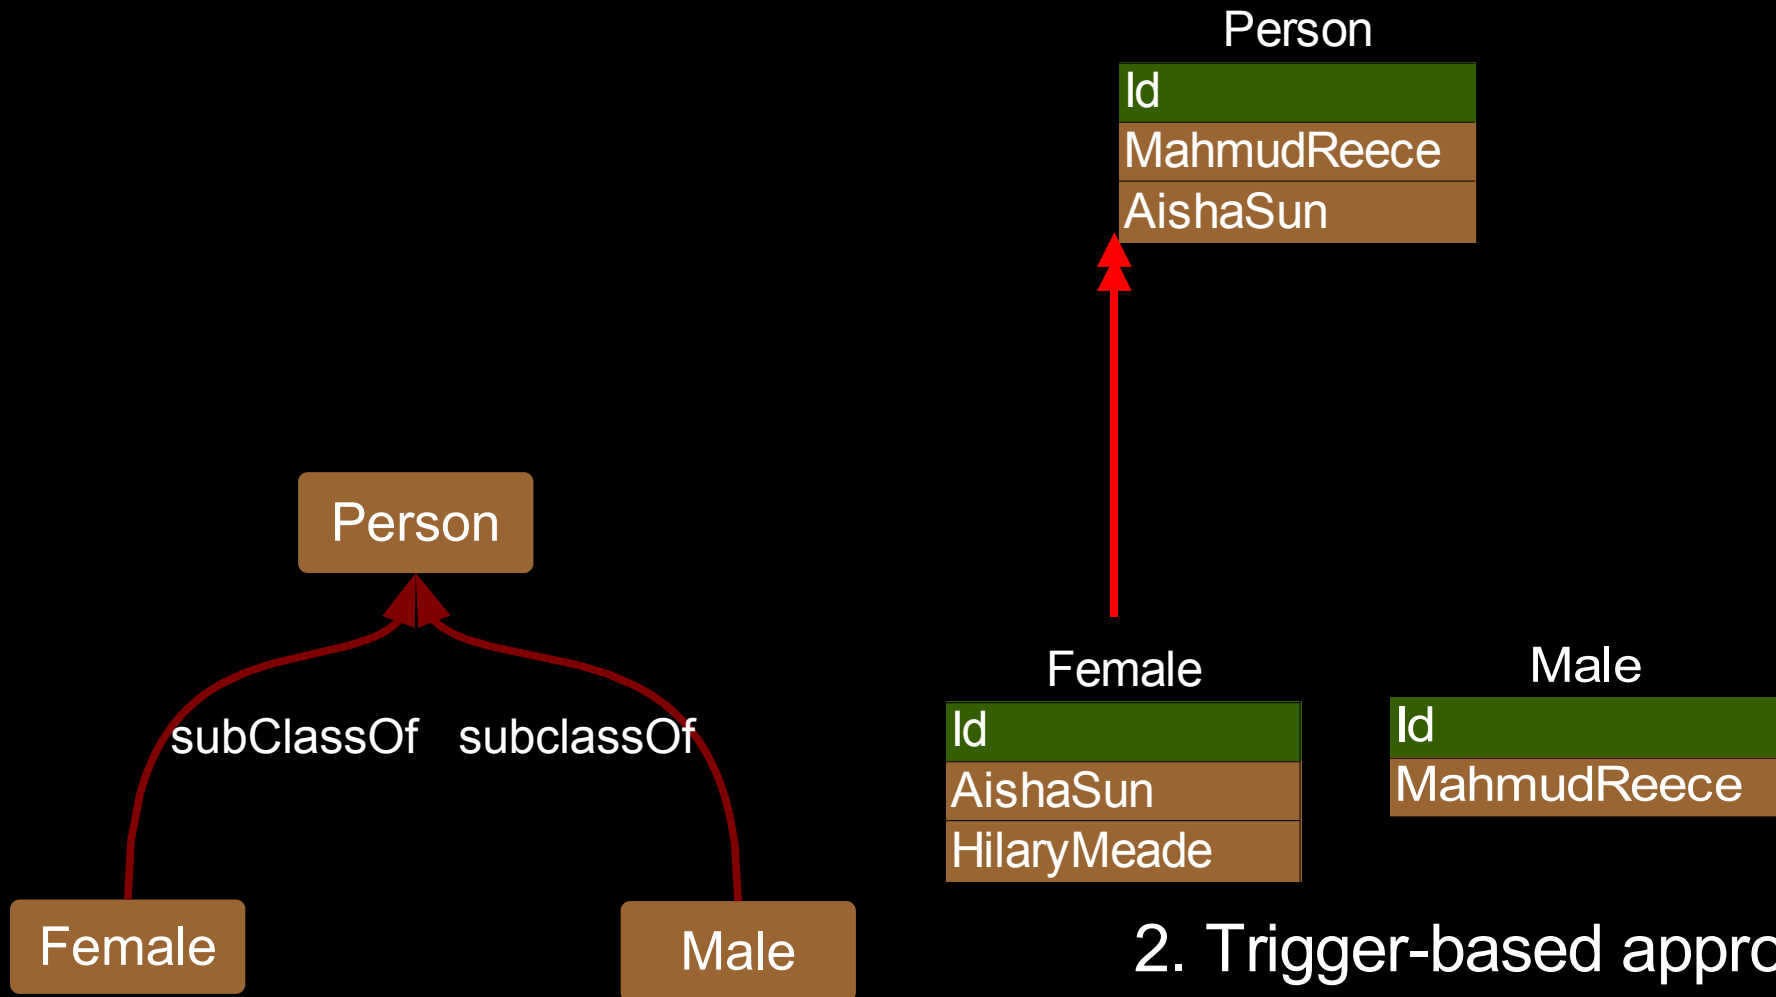 Person
Id
MahmudReece
AishaSun
Person
subClassOf subclassOf
Female
Male
Female
Id
AishaSun
HilaryMeade
Male
Id
MahmudReece
2. Trigger-based appro